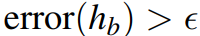 error(h_b) > ϵ